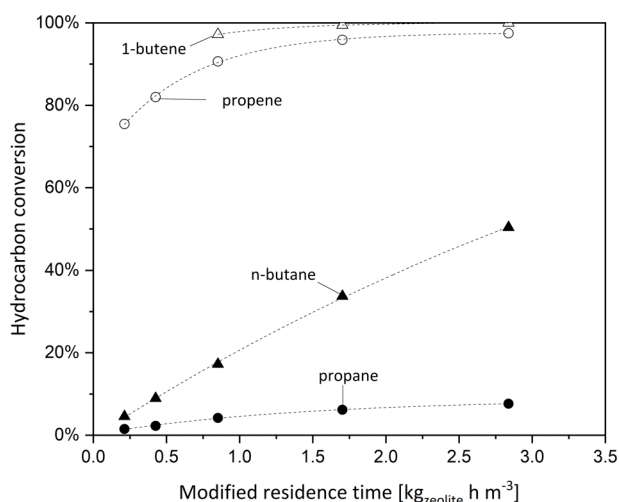 100%
80%
60%
40%
20%
0%
Hydrocarbon conversion
1-butene
propene
n-butane
propane
0.0 0.5 1.0 1.5 2.0 2.5 3.0 3.5
Modified residence time [kg_zeolite h m^-3]